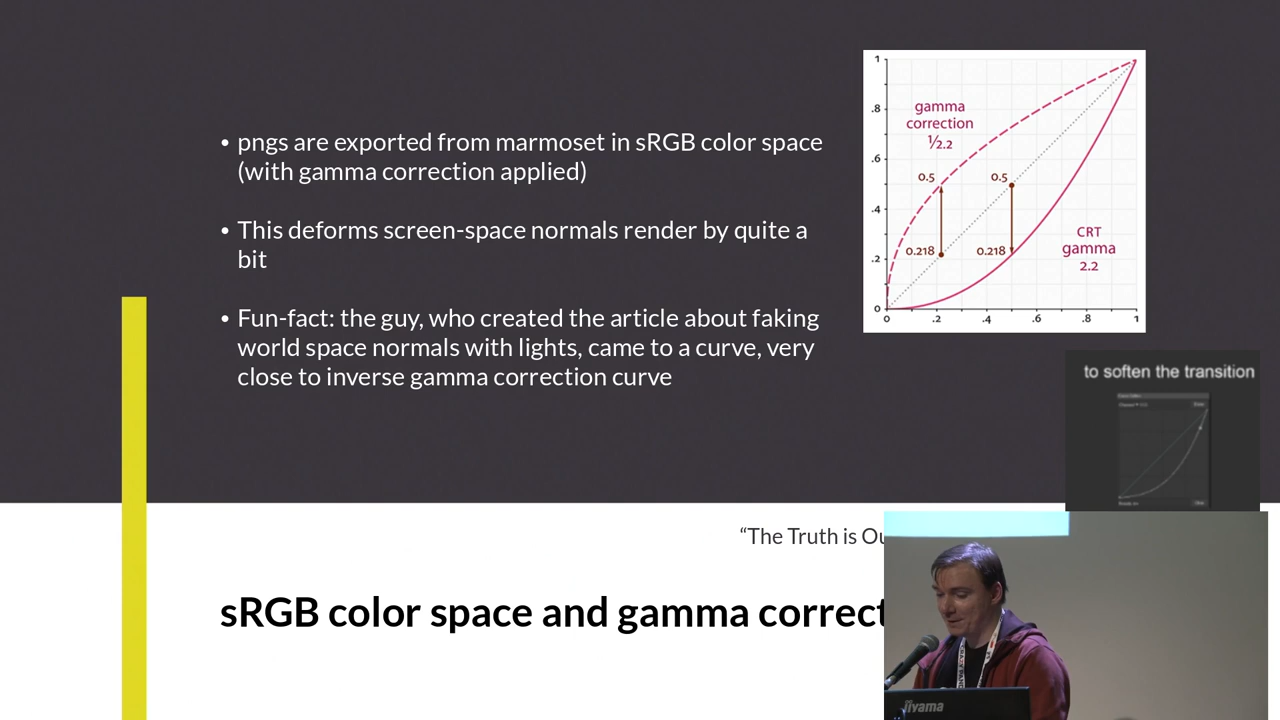 • pngs are exported from marmoset in sRGB color space
(with gamma correction applied)
• This deforms screen-space normals render by quite a
bit
• Fun-fact: the guy, who created the article about faking
world space normals with lights, came to a curve, very
close to inverse gamma correction curve
1
.8
.6
.4
.2
0
0 .2 .4 .6 .8 1
gamma
correction
1/2.2
0.5
0.5
0.218
0.218
CRT
gamma
2.2
to soften the transition
“The Truth is
sRGB color space and gamma
iiyama